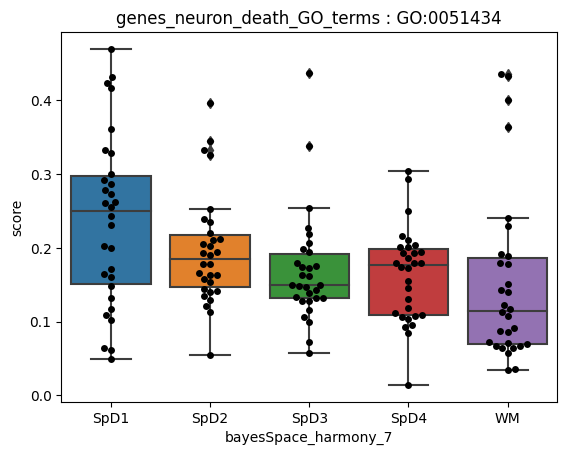 genes_neuron_death_GO_terms : GO:0051434
score
0.4
0.3
0.2
0.1
0.0
SpD1 SpD2 SpD3 SpD4 WM
bayesSpace_harmony_7